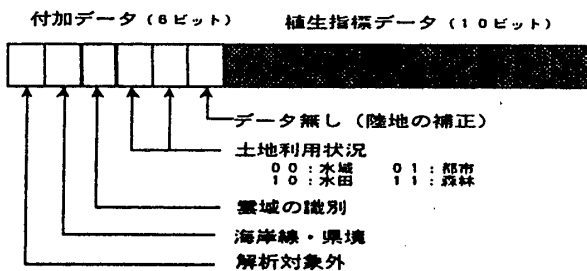 付加データ(6ビット) 植生指標データ(10ビット)
データ無し(陸地の補正)
土地利用状況
00:水域 01:都市
10:水田 11:森林
雲域の識別
海岸線・県境
解析対象外